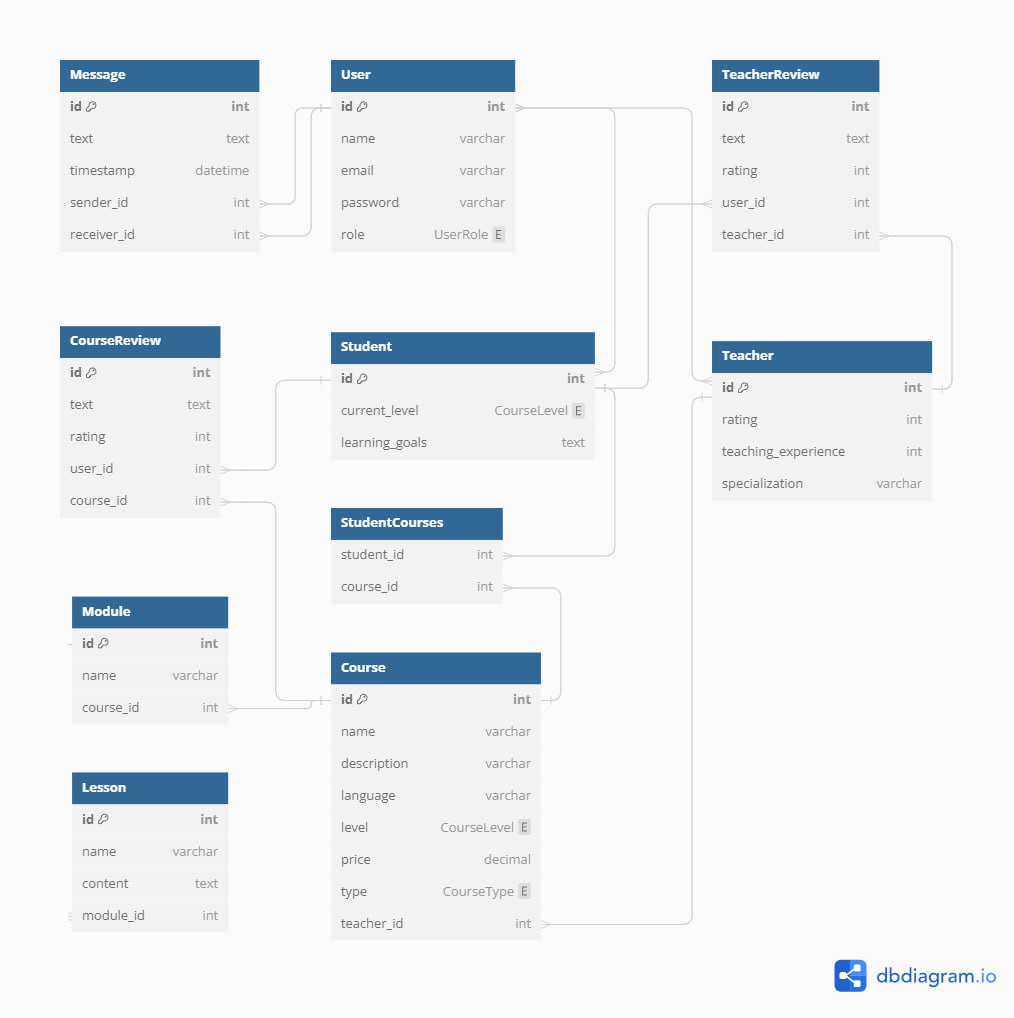 Message
id int
text text
timestamp datetime
sender_id int
receiver_id int
User
id int
name varchar
email varchar
password varchar
role UserRole E
TeacherReview
id int
text text
rating int
user_id int
teacher_id int
CourseReview
id int
text text
rating int
user_id int
course_id int
Student
id int
current_level CourseLevel E
learning_goals text
Teacher
id int
rating int
teaching_experience int
specialization varchar
StudentCourses
student_id int
course_id int
Module
id int
name varchar
course_id int
Course
id int
name varchar
description varchar
language varchar
level CourseLevel E
price decimal
type CourseType E
teacher_id int
Lesson
id int
name varchar
content text
module_id int
dbdiagram.io